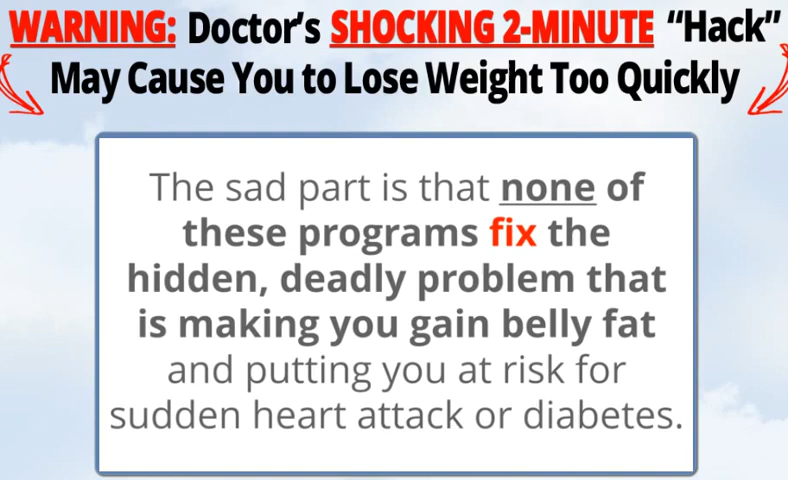 WARNING: Doctor's SHOCKING 2-MINUTE “Hack”
May Cause You to Lose Weight Too Quickly
The sad part is that none of
these programs fix the
hidden, deadly problem that
is making you gain belly fat
and putting you at risk for
sudden heart attack or diabetes.